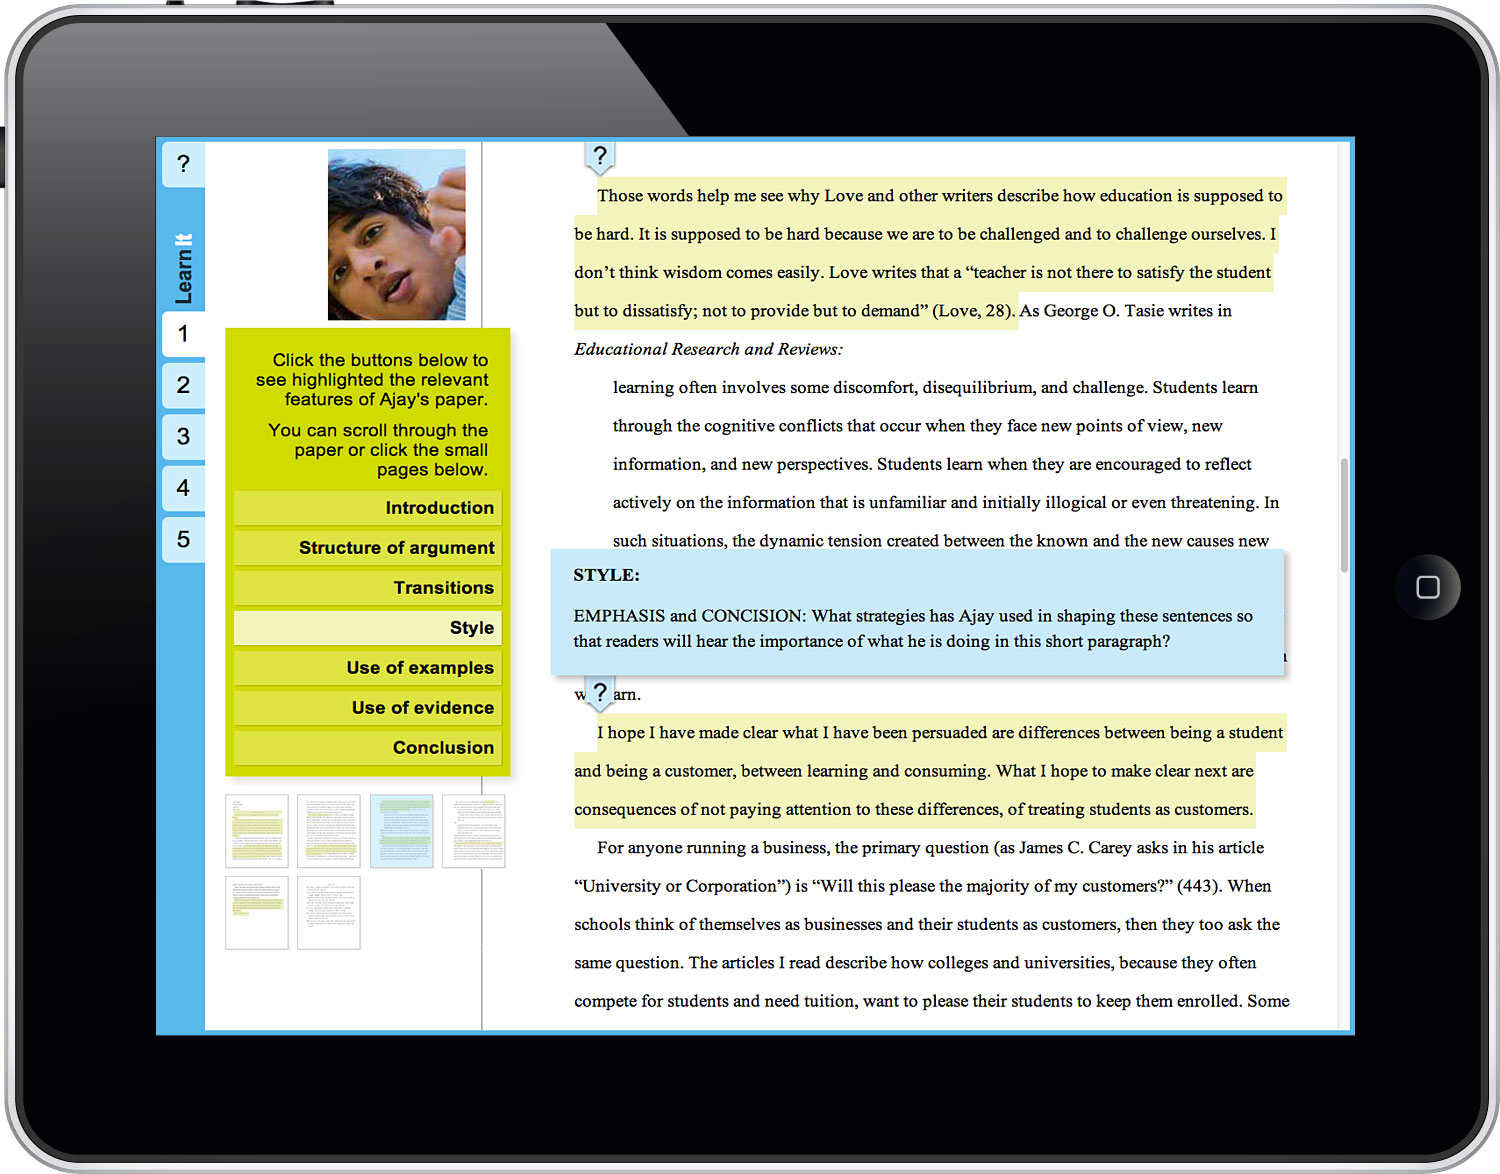 ?
Learn It
1
2
3
4
5
Click the buttons below to
see highlighted the relevant
features of Ajay's paper.
You can scroll through the
paper or click the small
pages below.
Introduction
Structure of argument
Transitions
Style
Use of examples
Use of evidence
Conclusion
?
Those words help me see why Love and other writers describe how education is supposed to
be hard. It is supposed to be hard because we are to be challenged and to challenge ourselves. I
don’t think wisdom comes easily. Love writes that a “teacher is not there to satisfy the student
but to dissatisfy; not to provide but to demand” (Love, 28). As George O. Tasie writes in
Educational Research and Reviews:
learning often involves some discomfort, disequilibrium, and challenge. Students learn
through the cognitive conflicts that occur when they face new points of view, new
information, and new perspectives. Students learn when they are encouraged to reflect
actively on the information that is unfamiliar and initially illogical or even threatening. In
such situations, the dynamic tension created between the known and the new causes new
STYLE:
EMPHASIS and CONCISION: What strategies has Ajay used in shaping these sentences so
that readers will hear the importance of what he is doing in this short paragraph?
?
I hope I have made clear what I have been persuaded are differences between being a student
and being a customer, between learning and consuming. What I hope to make clear next are
consequences of not paying attention to these differences, of treating students as customers.
For anyone running a business, the primary question (as James C. Carey asks in his article
“University or Corporation”) is “Will this please the majority of my customers?” (443). When
schools think of themselves as businesses and their students as customers, then they too ask the
same question. The articles I read describe how colleges and universities, because they often
compete for students and need tuition, want to please their students to keep them enrolled. Some